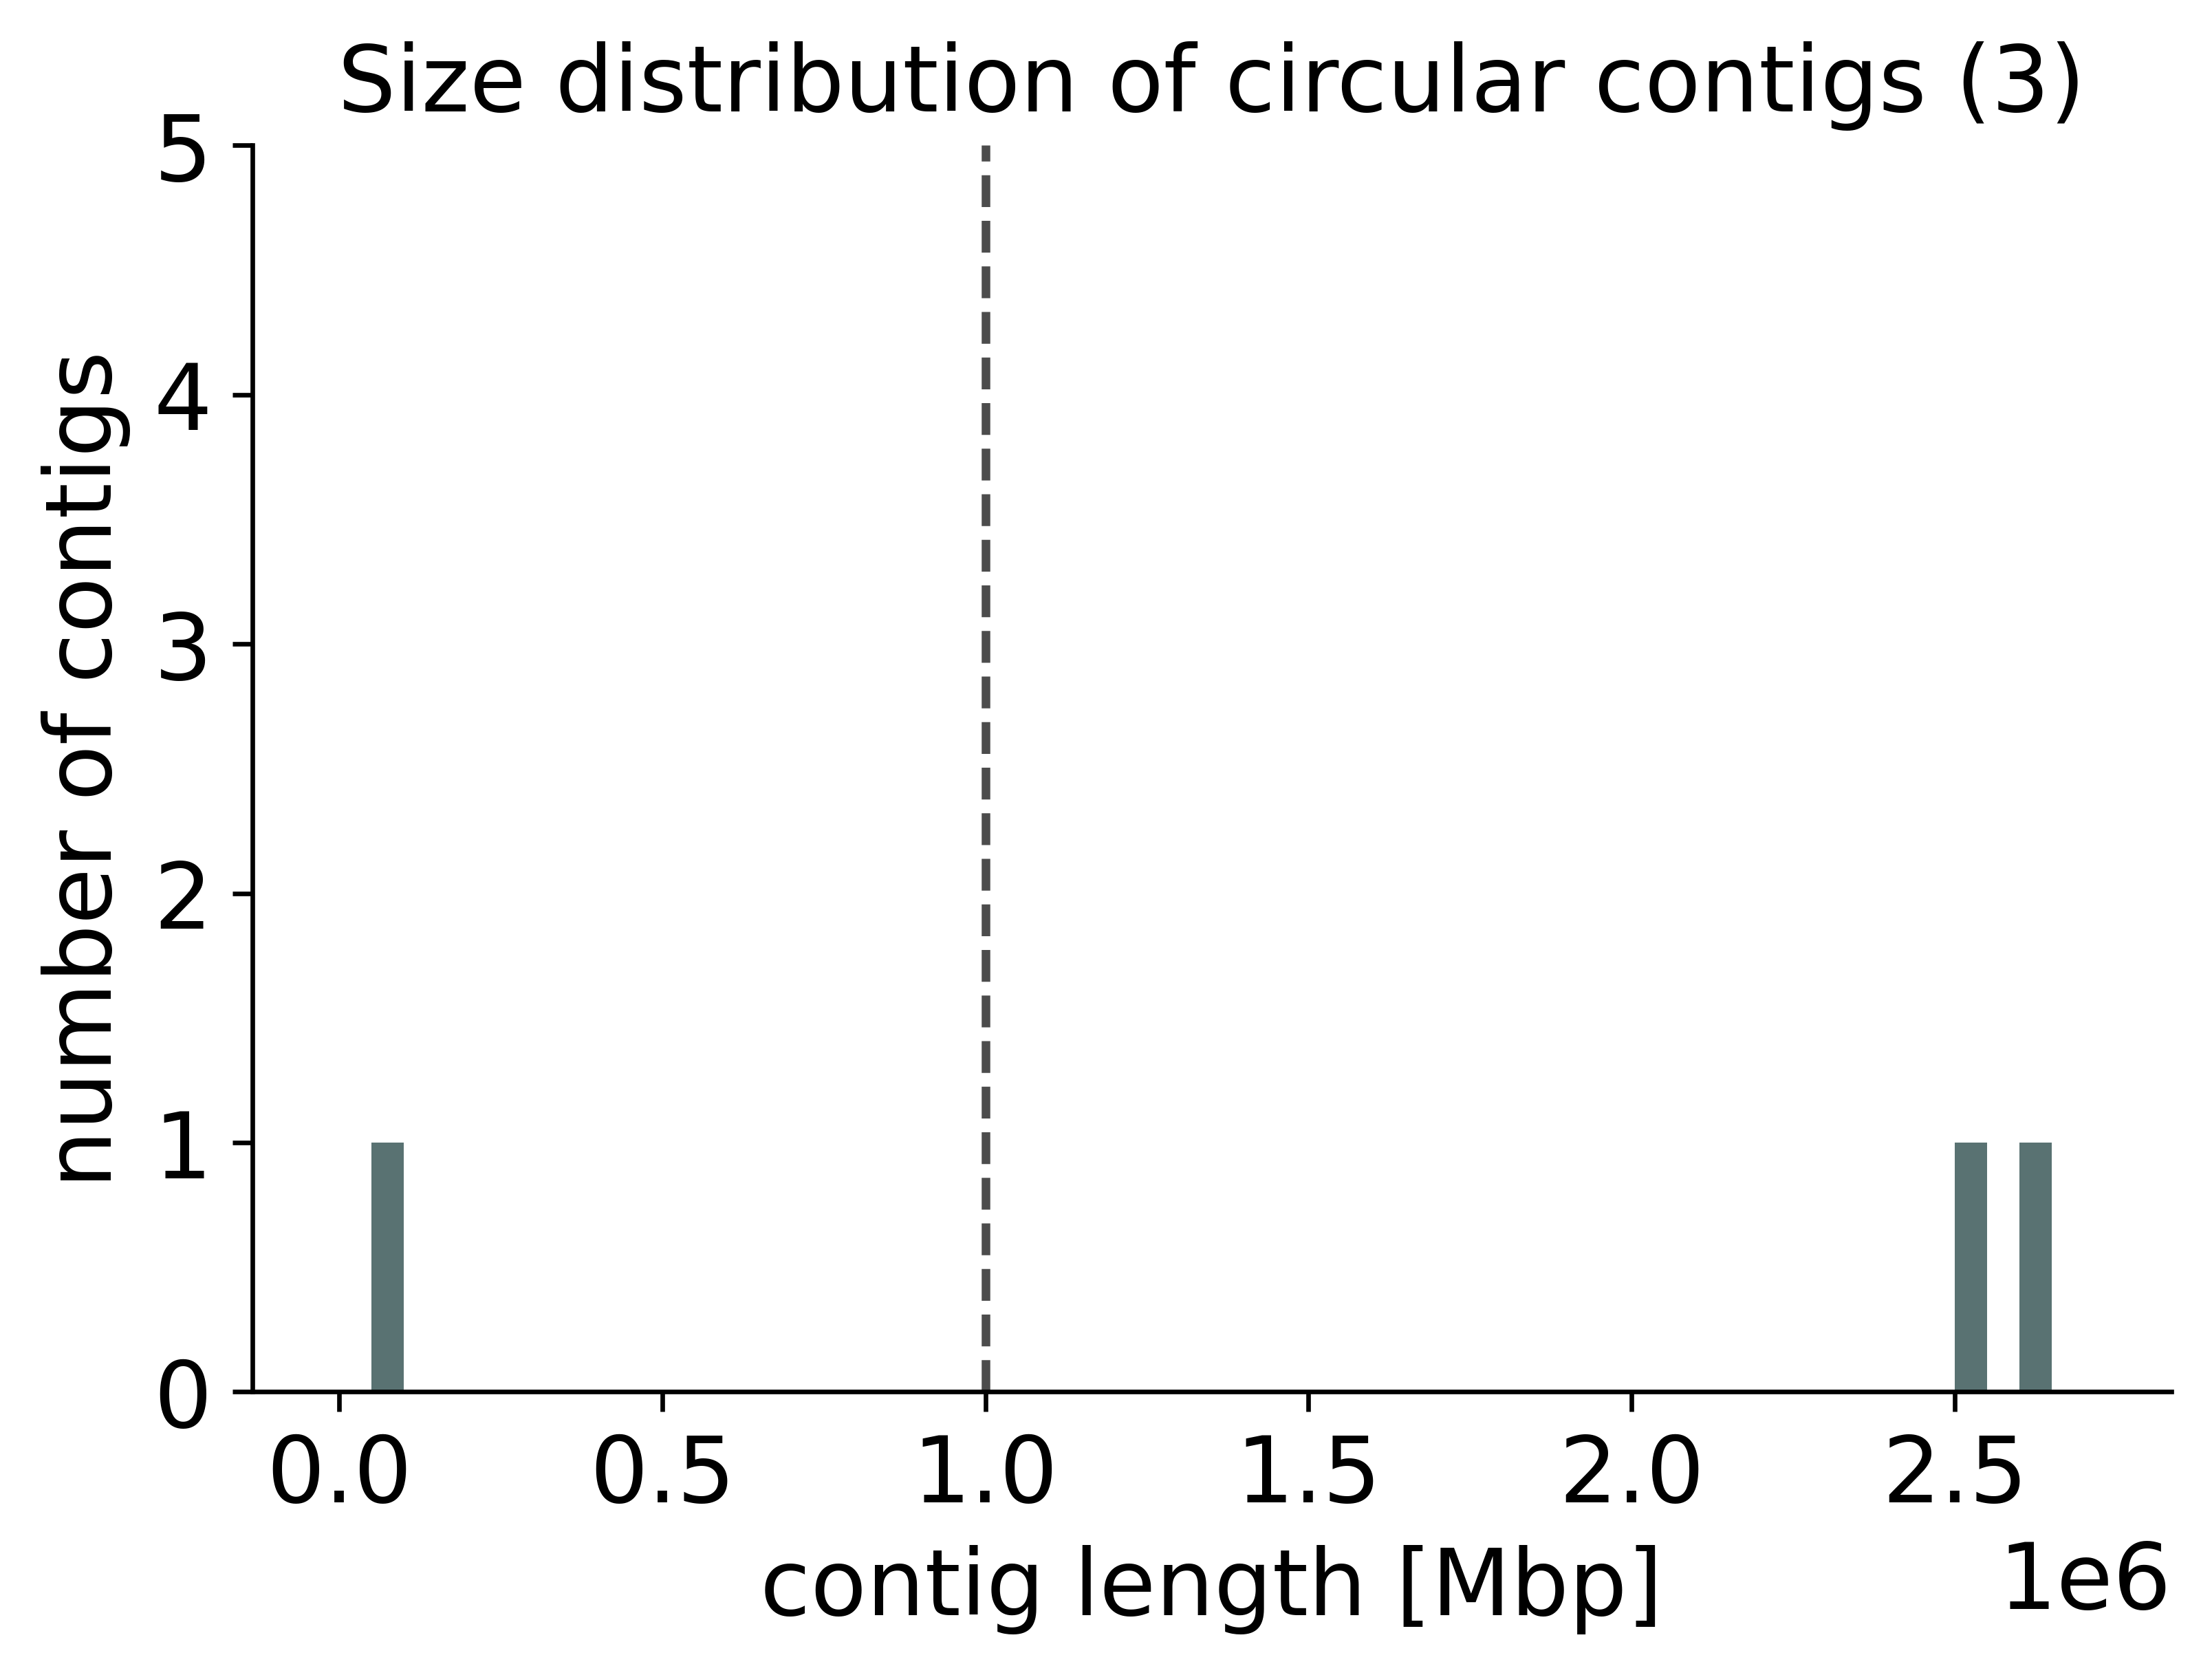 Size distribution of circular contigs (3)
number of contigs
5
4
3
2
1
0
0.0 0.5 1.0 1.5 2.0 2.5
1e6
contig length [Mbp]